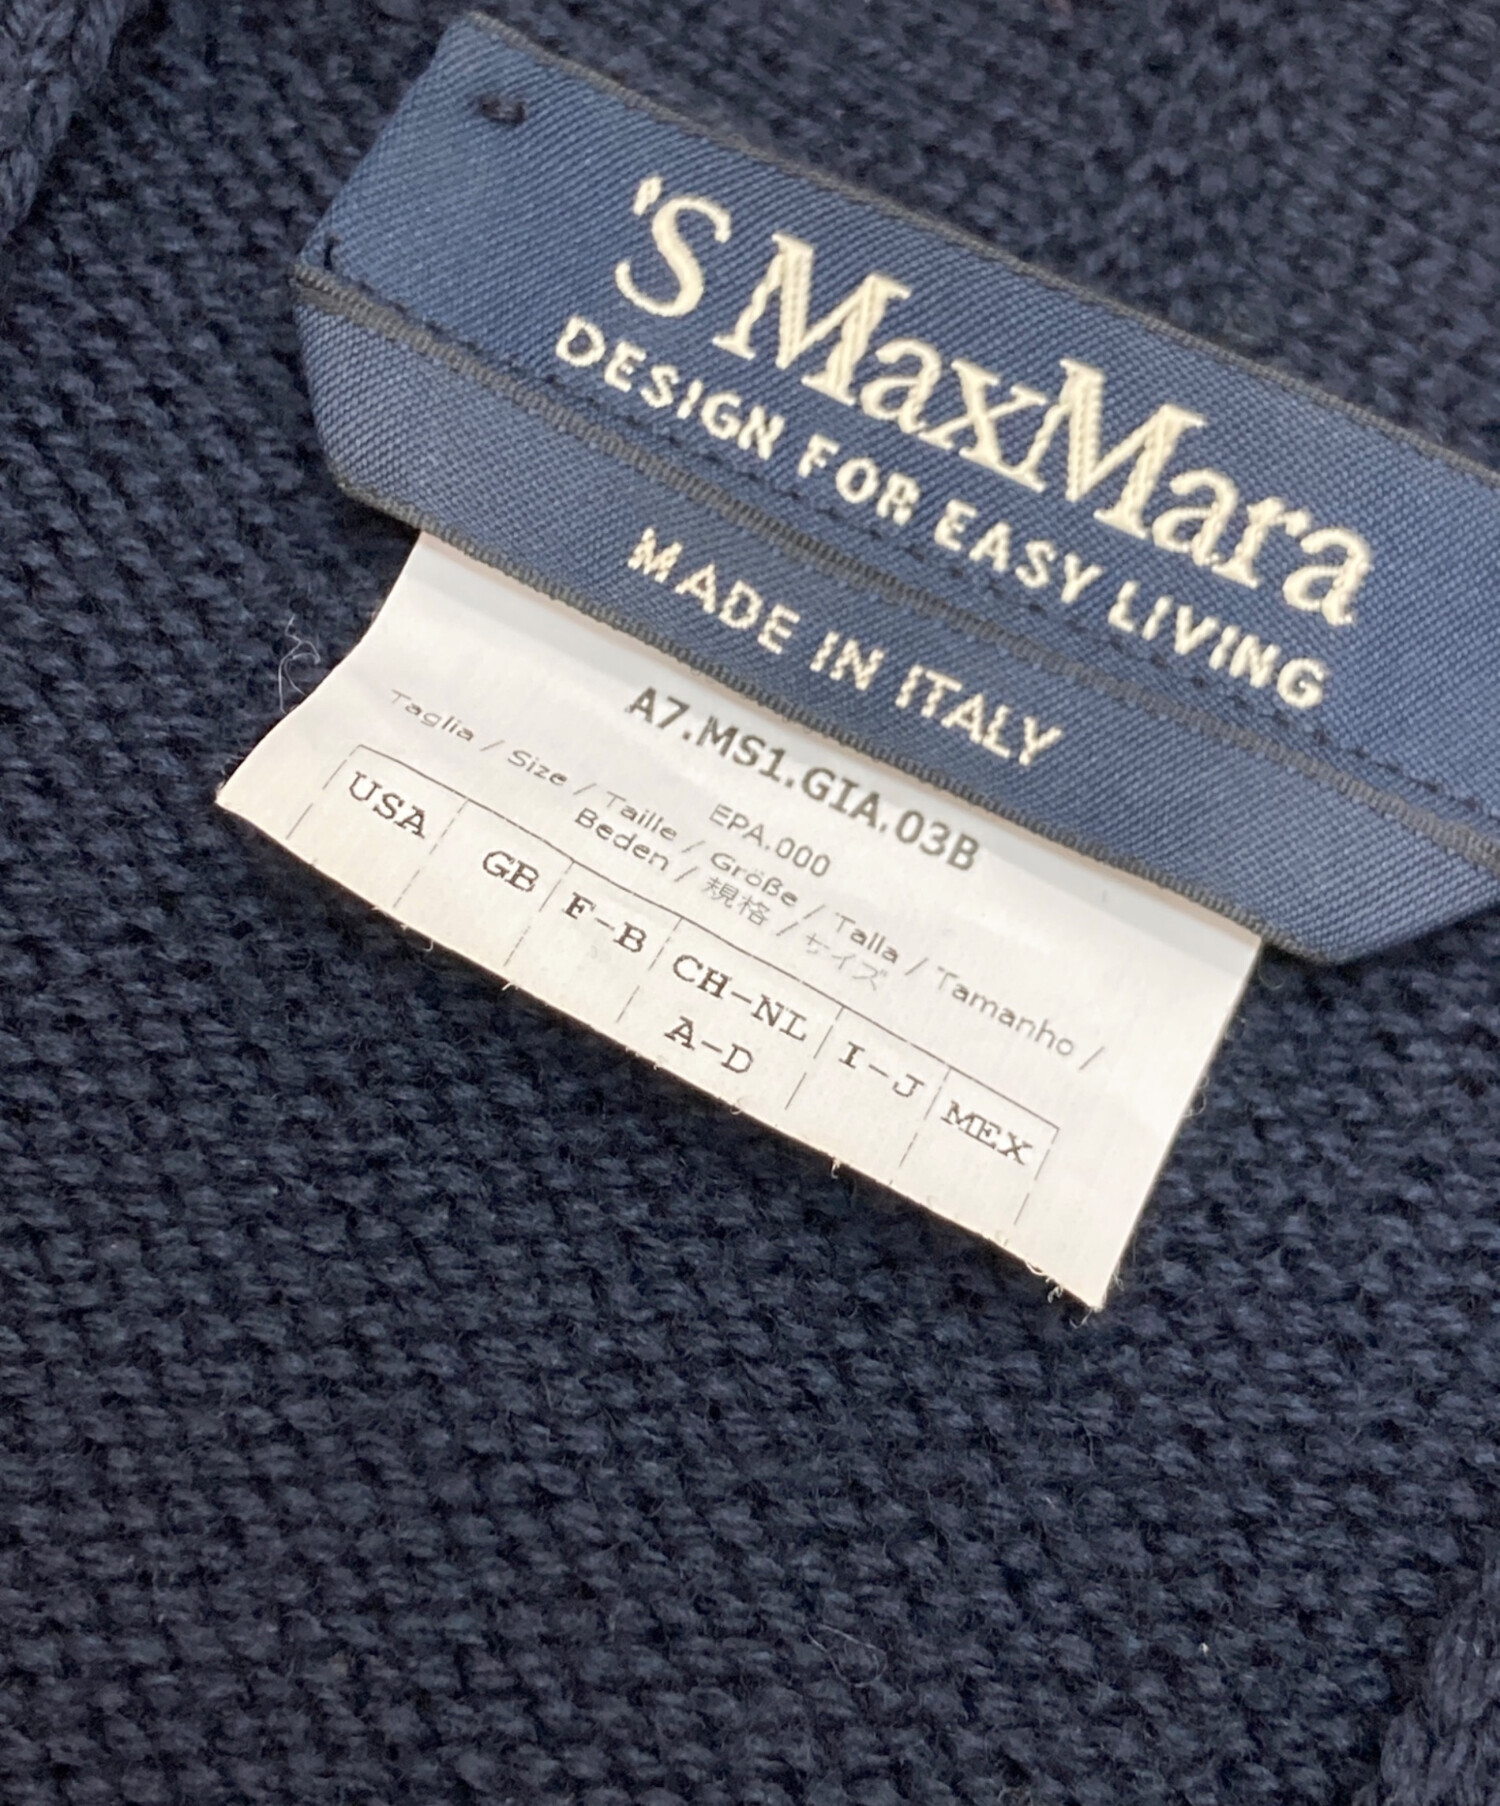 'S MaxMara
DESIGN FOR EASY LIVING
MADE IN ITALY
A7.MS1.GIA.03B
EPA.000
Taglia / Size / Taille / Größe / Talla / Tamanho /
Beden / 規格 / サイズ
USA GB F-B CH-NL I-J MEX
A-D